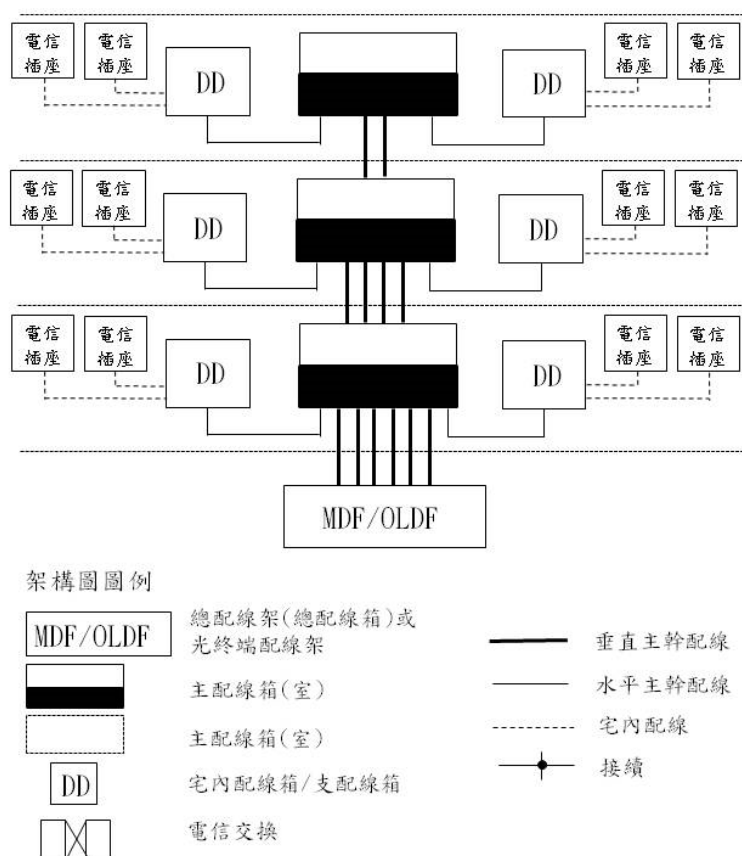 電信 電信 電信 電信
插座 插座 插座 插座
DD DD
電信 電信 電信 電信
插座 插座 插座 插座
DD DD
電信 電信 電信 電信
插座 插座 插座 插座
DD DD
MDF/OLDF
架構圖圖例
MDF/OLDF
總配線架(總配線箱)或
光終端配線架
主配線箱(室)
主配線箱(室)
DD
宅內配線箱/支配線箱
電信交換
垂直主幹配線
水平主幹配線
宅內配線
接續